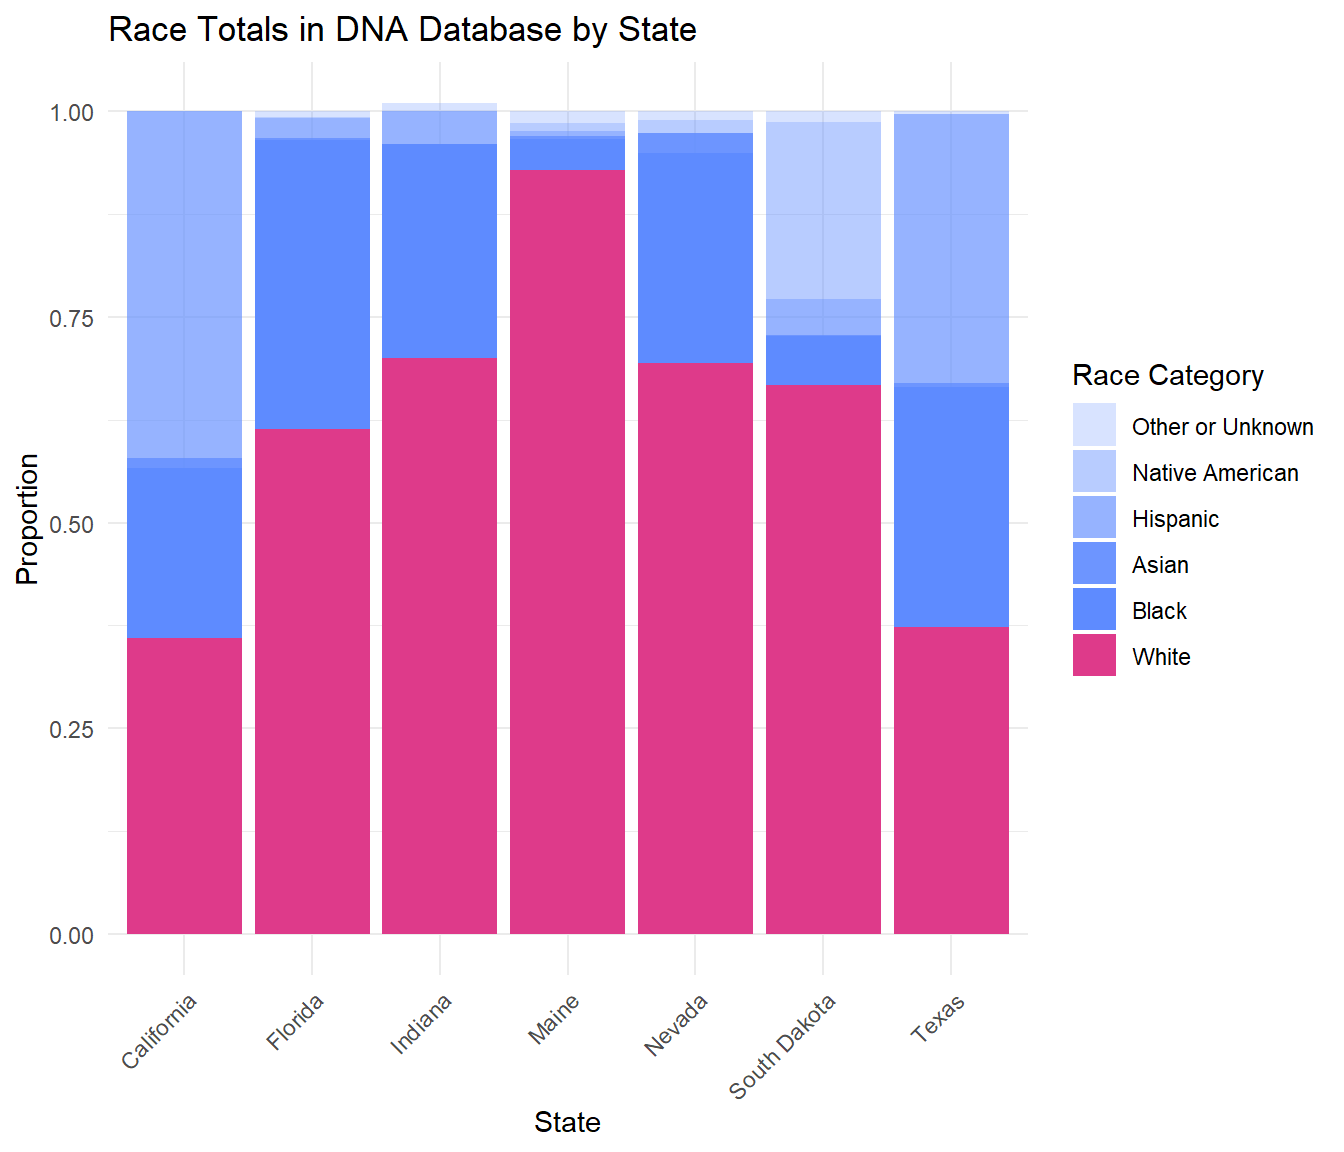 Race Totals in DNA Database by State
1.00
0.75
0.50
0.25
0.00
Proportion
California
Florida
Indiana
Maine
Nevada
South Dakota
Texas
State
Race Category
Other or Unknown
Native American
Hispanic
Asian
Black
White